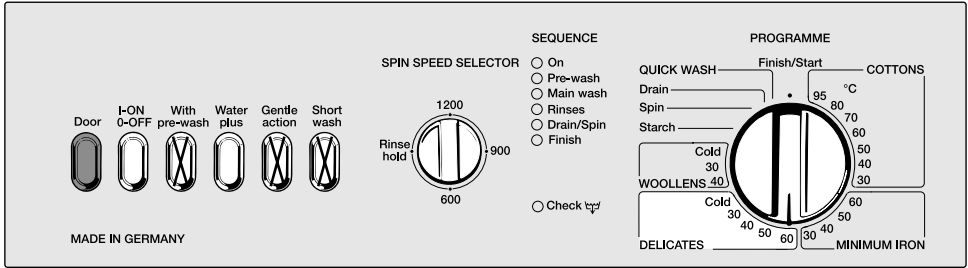 Door
I-ON
0-OFF
With
pre-wash
Water
plus
Gentle
action
Short
wash
MADE IN GERMANY
SPIN SPEED SELECTOR
1200
900
600
Rinse
hold
SEQUENCE
On
Pre-wash
Main wash
Rinses
Drain/Spin
Finish
Check
PROGRAMME
Finish/Start
QUICK WASH
Drain
Spin
Starch
Cold
30
40
WOOLLENS
Cold
30
40
50
60
DELICATES
COTTONS
°C
95
80
70
60
50
40
30
60
50
40
30
MINIMUM IRON